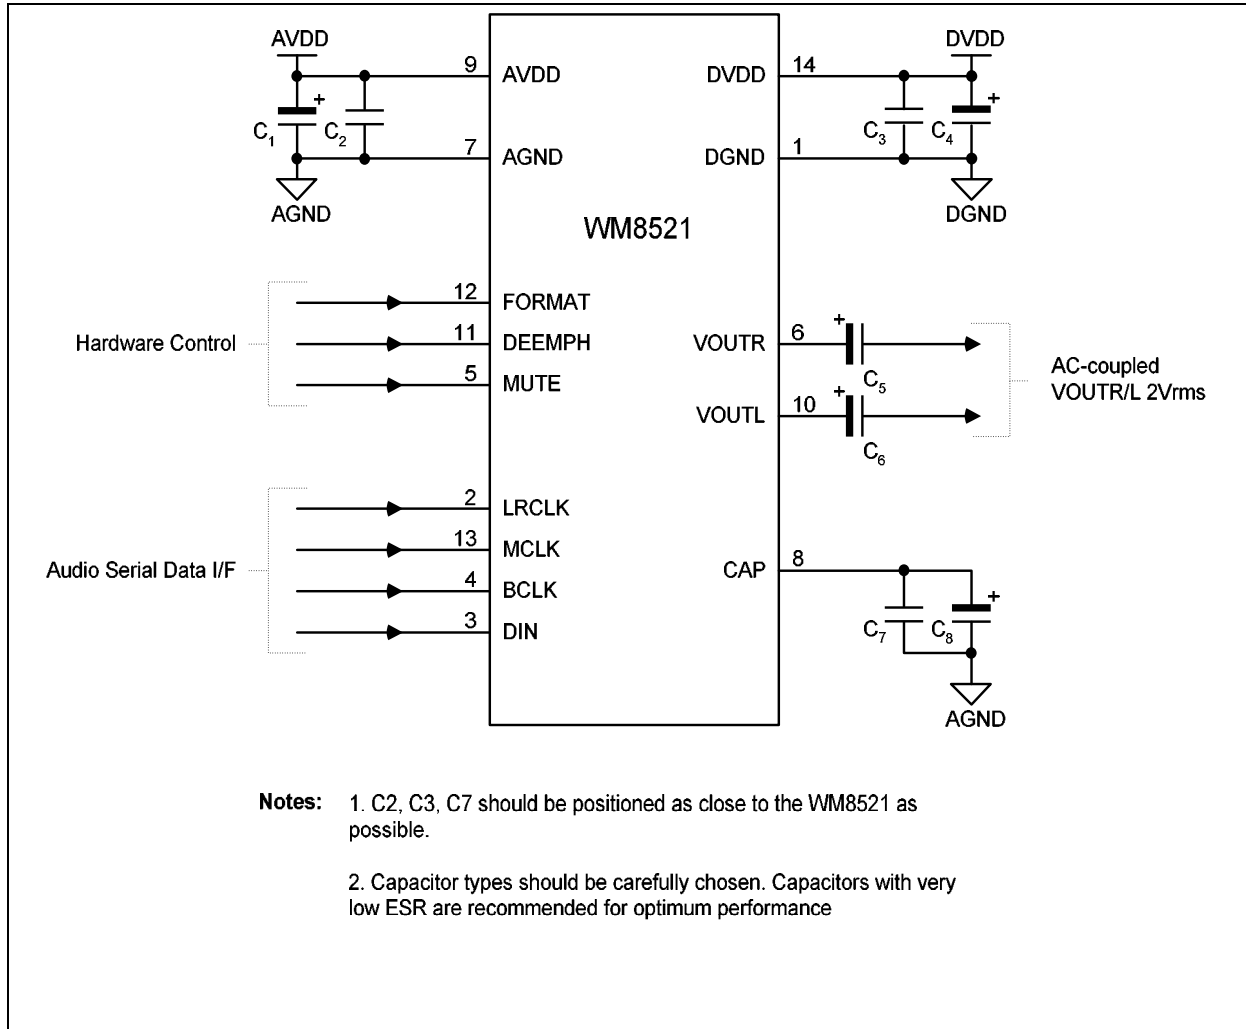 AVDD
DVDD
9
AVDD
DVDD
14
+
+
C1
C2
C3
C4
7
AGND
DGND
1
AGND
DGND
WM8521
12
FORMAT
Hardware Control
11
DEEMPH
5
MUTE
VOUTR
6
+
C5
VOUTL
10
+
C6
AC-coupled
VOUTR/L 2Vrms
2
LRCLK
13
MCLK
Audio Serial Data I/F
4
BCLK
3
DIN
CAP
8
+
C7
C8
AGND
Notes: 1. C2, C3, C7 should be positioned as close to the WM8521 as
possible.
2. Capacitor types should be carefully chosen. Capacitors with very
low ESR are recommended for optimum performance